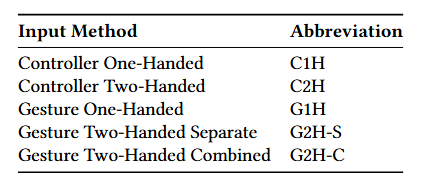 Input Method Abbreviation
Controller One-Handed C1H
Controller Two-Handed C2H
Gesture One-Handed G1H
Gesture Two-Handed Separate G2H-S
Gesture Two-Handed Combined G2H-C